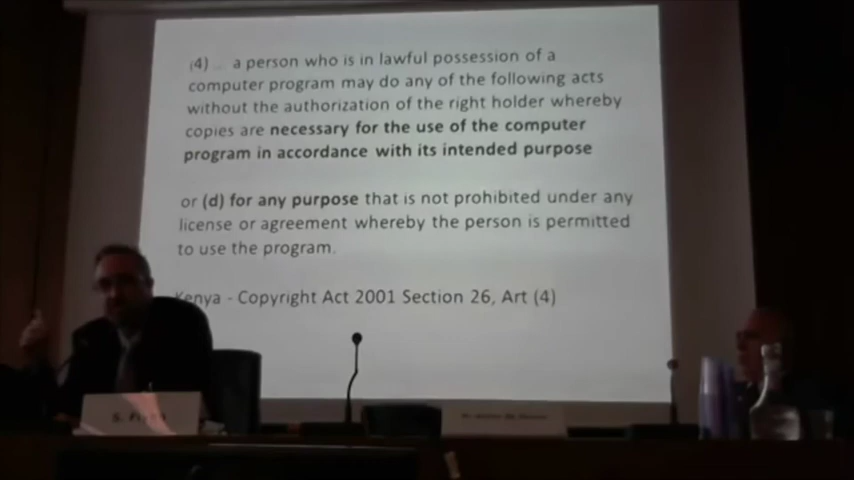 (4) ... a person who is in lawful possession of a
computer program may do any of the following acts
without the authorization of the right holder whereby
copies are necessary for the use of the computer
program in accordance with its intended purpose
or (d) for any purpose that is not prohibited under any
license or agreement whereby the person is permitted
to use the program.
Kenya - Copyright Act 2001 Section 26, Art (4)
S.